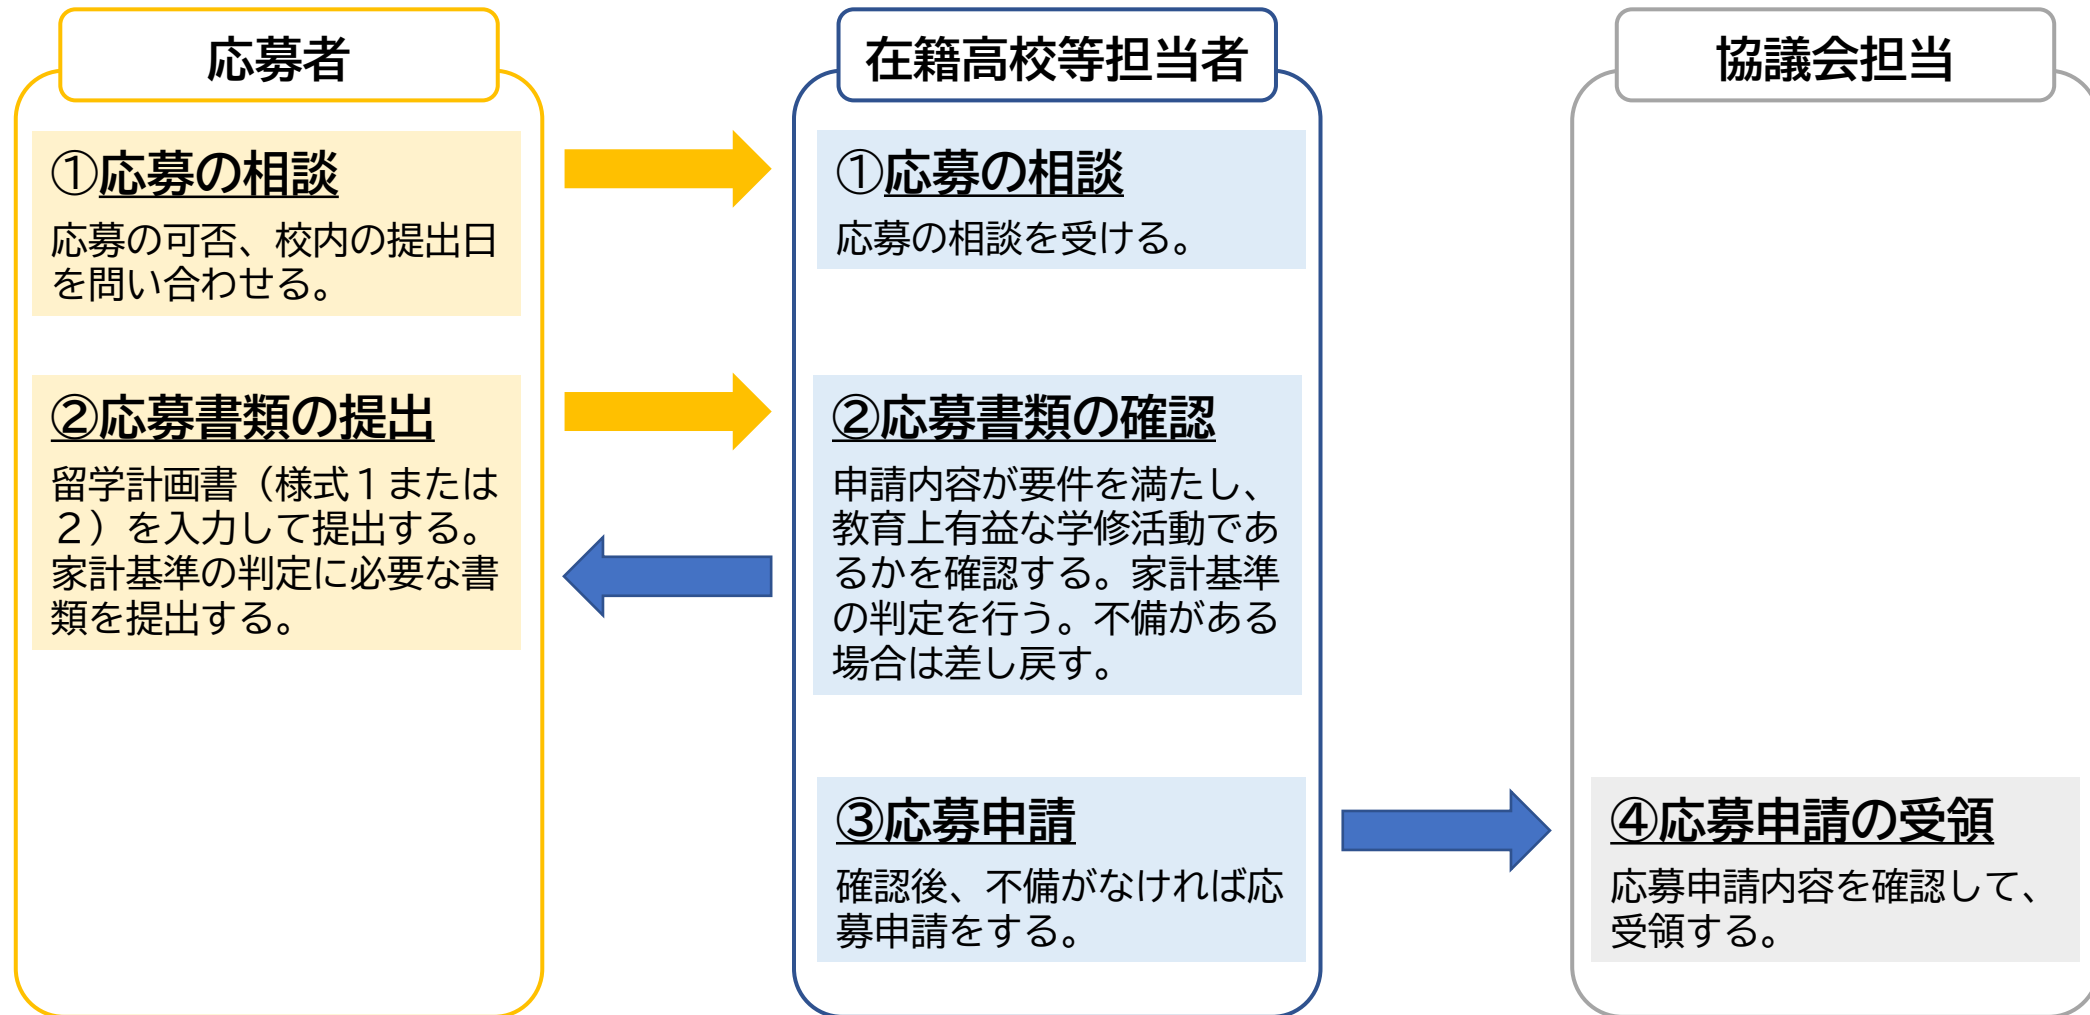 応募者
①応募の相談
応募の可否、校内の提出日
を問い合わせる。
②応募書類の提出
留学計画書（様式１または
２）を入力して提出する。
家計基準の判定に必要な書
類を提出する。
在籍高校等担当者
①応募の相談
応募の相談を受ける。
②応募書類の確認
申請内容が要件を満たし、
教育上有益な学修活動であ
るかを確認する。家計基準
の判定を行う。不備がある
場合は差し戻す。
③応募申請
確認後、不備がなければ応
募申請をする。
協議会担当
④応募申請の受領
応募申請内容を確認して、
受領する。